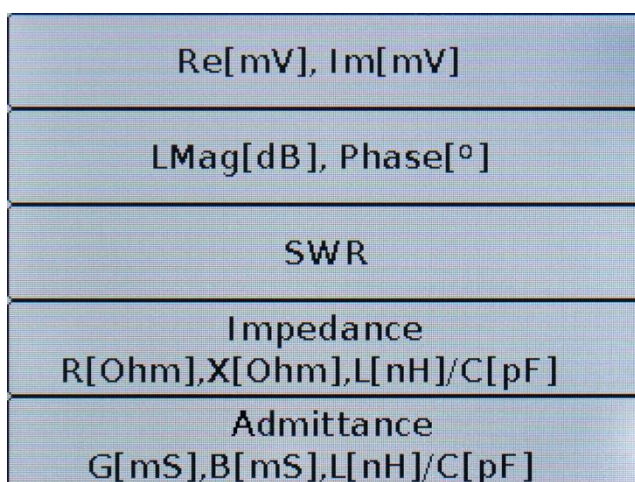 Re[mV], Im[mV]
LMag[dB], Phase[º]
SWR
Impedance
R[Ohm],X[Ohm],L[nH]/C[pF]
Admittance
G[mS],B[mS],L[nH]/C[pF]